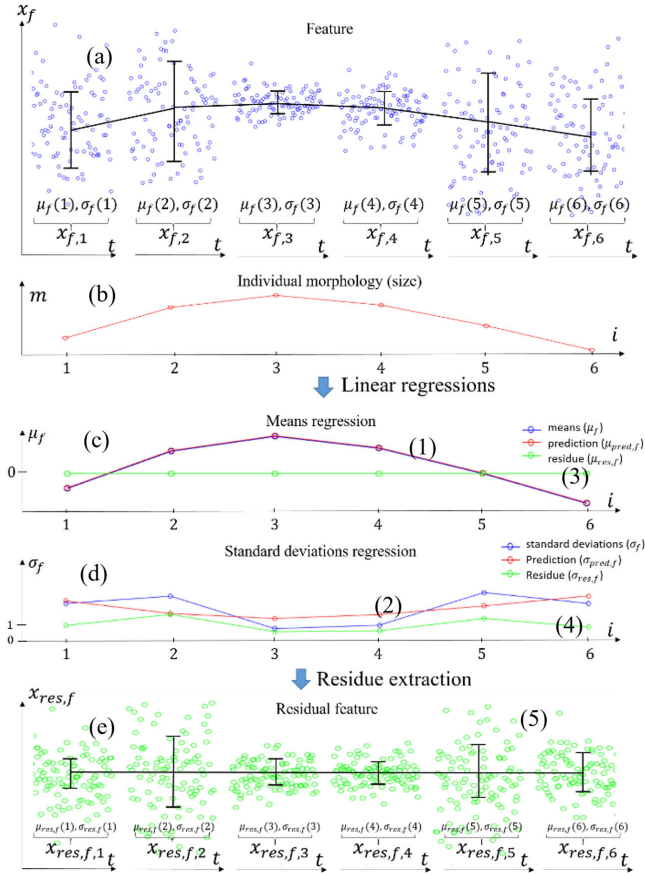 x_f
(a)
Feature
μ_f(1),σ_f(1) μ_f(2),σ_f(2) μ_f(3),σ_f(3) μ_f(4),σ_f(4) μ_f(5),σ_f(5) μ_f(6),σ_f(6)
x_{f,1} t x_{f,2} t x_{f,3} t x_{f,4} t x_{f,5} t x_{f,6} t
m
(b)
Individual morphology (size)
i
1 2 3 4 5 6
Linear regressions
Means regression
μ_f
(c)
(1)
means (μ_f)
prediction (μ_{pred,f})
residue (μ_{res,f})
0
(3)
i
1 2 3 4 5 6
Standard deviations regression
σ_f
(d)
standard deviations (σ_f)
Prediction (σ_{pred,f})
Residue (σ_{res,f})
(2)
(4)
1
0
i
1 2 3 4 5 6
Residue extraction
x_{res,f}
(e)
Residual feature
(5)
μ_{res,f}(1),σ_{res,f}(1) μ_{res,f}(2),σ_{res,f}(2) μ_{res,f}(3),σ_{res,f}(3) μ_{res,f}(4),σ_{res,f}(4) μ_{res,f}(5),σ_{res,f}(5) μ_{res,f}(6),σ_{res,f}(6)
x_{res,f,1} t x_{res,f,2} t x_{res,f,3} t x_{res,f,4} t x_{res,f,5} t x_{res,f,6} t